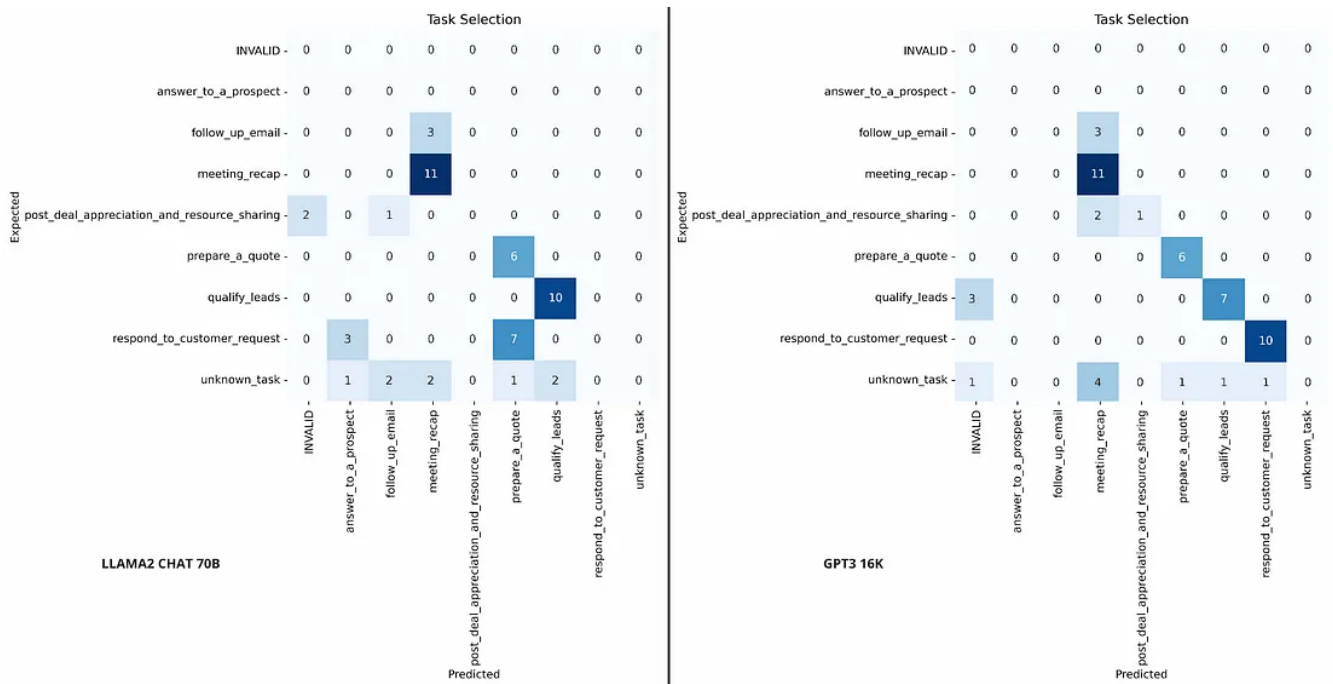 Task Selection
INVALID - 0 0 0 0 0 0 0 0 0
answer_to_a_prospect - 0 0 0 0 0 0 0 0 0
follow_up_email - 0 0 0 3 0 0 0 0 0
meeting_recap - 0 0 0 11 0 0 0 0 0
post_deal_appreciation_and_resource_sharing - 2 0 1 0 0 0 0 0 0
prepare_a_quote - 0 0 0 0 0 6 0 0 0
qualify_leads - 0 0 0 0 0 0 10 0 0
respond_to_customer_request - 0 3 0 0 0 7 0 0 0
unknown_task - 0 1 2 2 0 1 2 0 0
Expected
INVALID
answer_to_a_prospect
follow_up_email
meeting_recap
post_deal_appreciation_and_resource_sharing
prepare_a_quote
qualify_leads
respond_to_customer_request
unknown_task
LLAMA2 CHAT 70B
Predicted
Task Selection
INVALID - 0 0 0 0 0 0 0 0 0
answer_to_a_prospect - 0 0 0 0 0 0 0 0 0
follow_up_email - 0 0 0 3 0 0 0 0 0
meeting_recap - 0 0 0 11 0 0 0 0 0
post_deal_appreciation_and_resource_sharing - 0 0 0 2 1 0 0 0 0
prepare_a_quote - 0 0 0 0 0 6 0 0 0
qualify_leads - 3 0 0 0 0 0 7 0 0
respond_to_customer_request - 0 0 0 0 0 0 0 10 0
unknown_task - 1 0 0 4 0 1 1 1 0
Expected
INVALID
answer_to_a_prospect
follow_up_email
meeting_recap
post_deal_appreciation_and_resource_sharing
prepare_a_quote
qualify_leads
respond_to_customer_request
unknown_task
GPT3 16K
Predicted